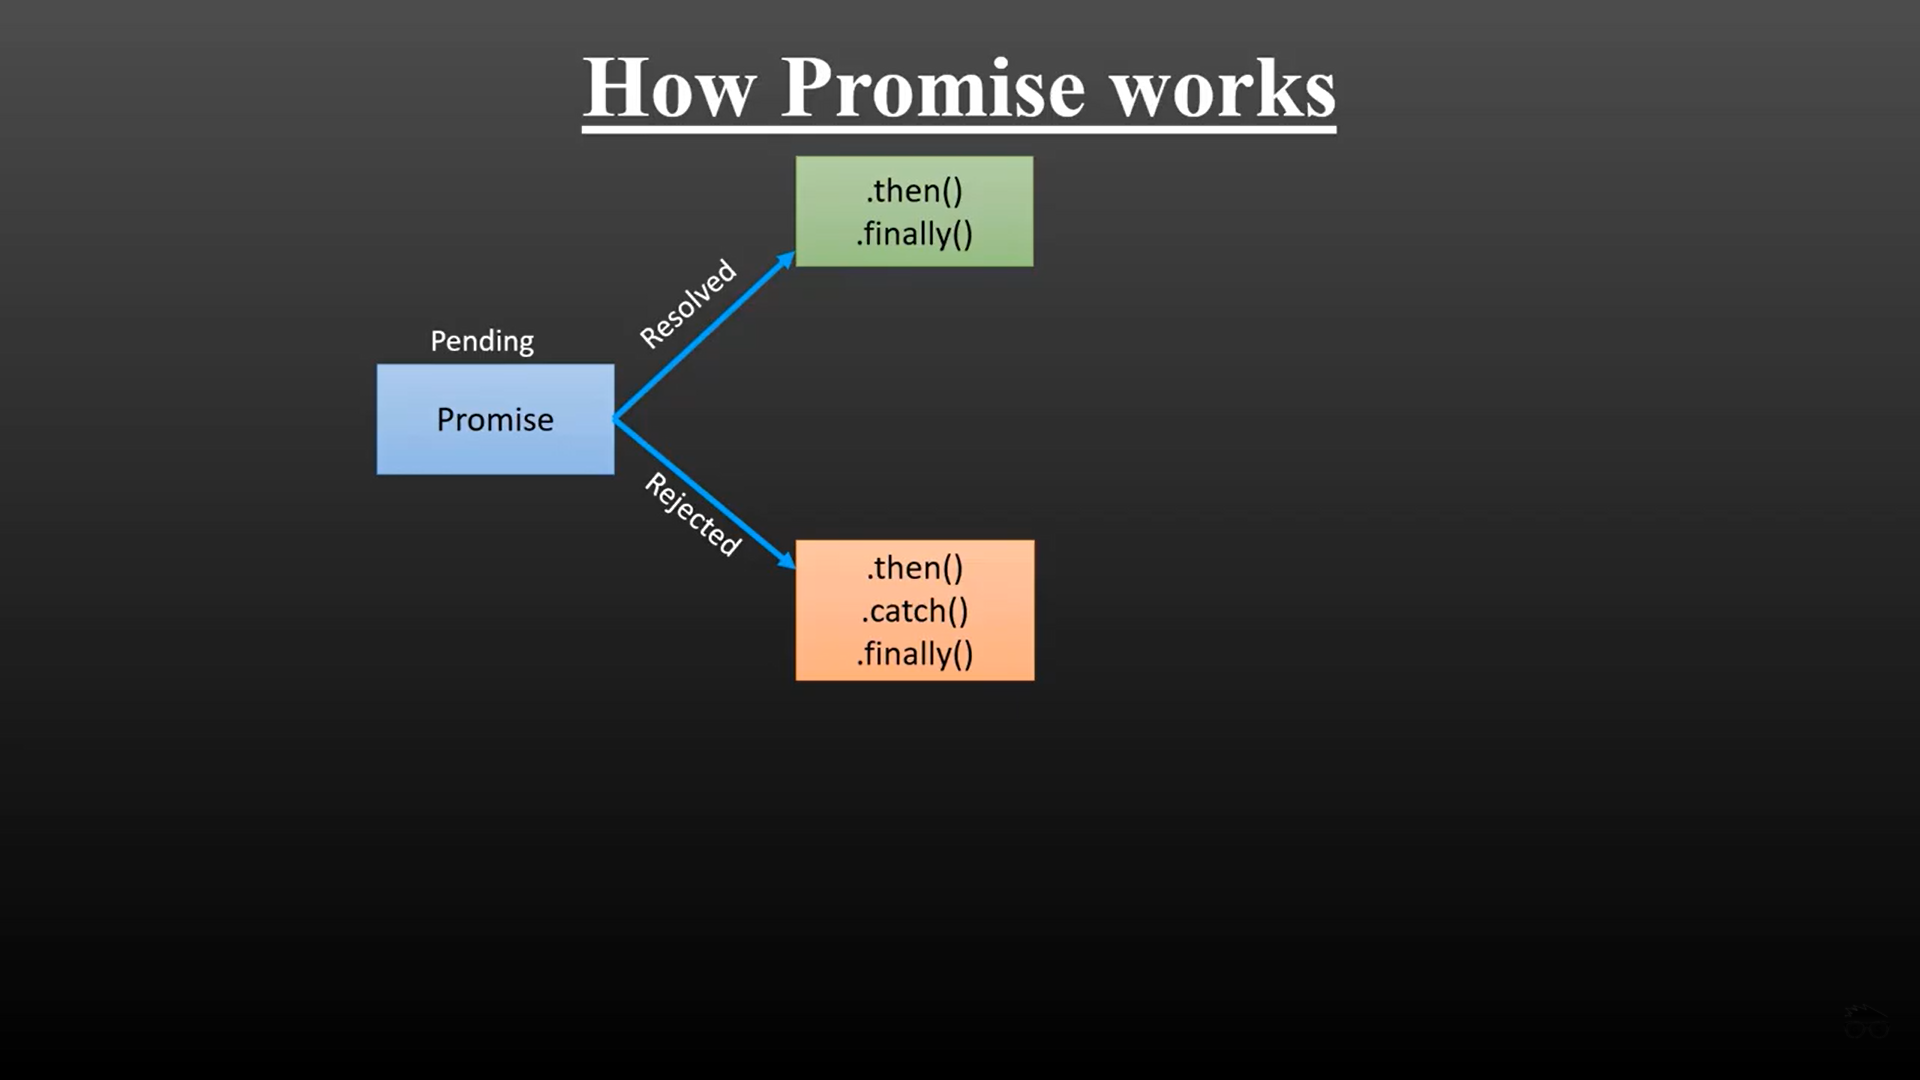 How Promise works
.then()
.finally()
Resolved
Pending
Promise
Rejected
.then()
.catch()
.finally()